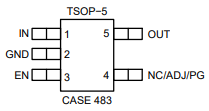 TSOP-5
IN 1 5 OUT
GND 2
EN 3 4 NC/ADJ/PG
CASE 483